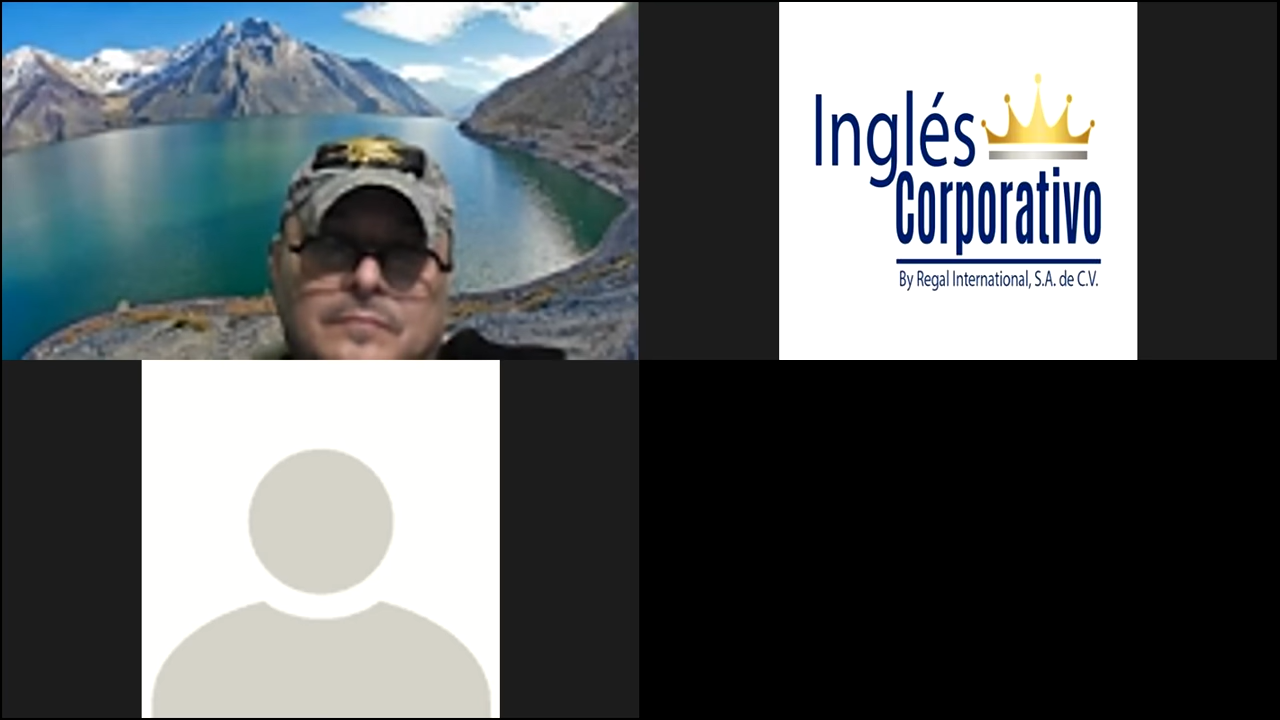 Inglés
Corporativo
By Regal International, S.A. de C.V.